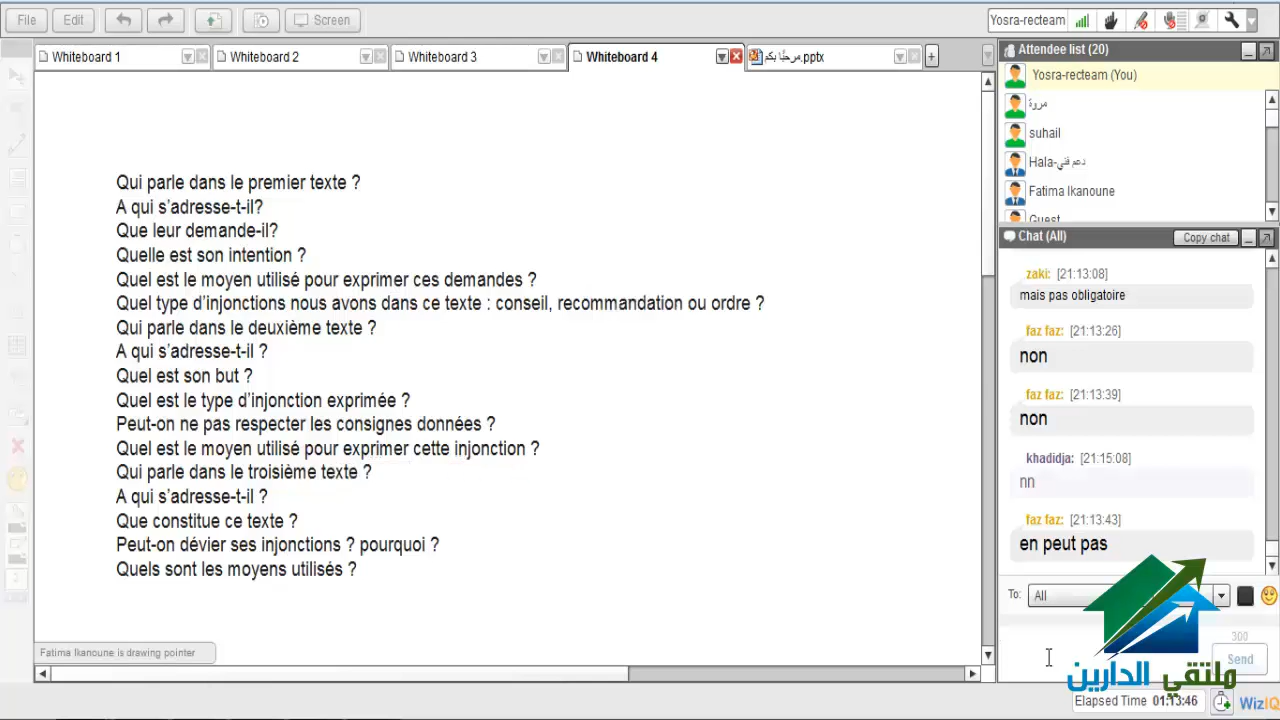 File
Edit
Screen
Yosra-recteam
Whiteboard 1
Whiteboard 2
Whiteboard 3
Whiteboard 4
مرحبًا بكم.pptx
Attendee list (20)
Yosra-recteam (You)
مروة
suhail
Hala-دعم فني
Fatima Ikanoune
Guest
Qui parle dans le premier texte ?
A qui s’adresse-t-il?
Que leur demande-il?
Quelle est son intention ?
Quel est le moyen utilisé pour exprimer ces demandes ?
Quel type d’injonctions nous avons dans ce texte : conseil, recommandation ou ordre ?
Qui parle dans le deuxième texte ?
A qui s’adresse-t-il ?
Quel est son but ?
Quel est le type d’injonction exprimée ?
Peut-on ne pas respecter les consignes données ?
Quel est le moyen utilisé pour exprimer cette injonction ?
Qui parle dans le troisième texte ?
A qui s’adresse-t-il ?
Que constitue ce texte ?
Peut-on dévier ses injonctions ? pourquoi ?
Quels sont les moyens utilisés ?
Fatima Ikanoune is drawing pointer
Chat (All)
Copy chat
zaki: [21:13:08]
mais pas obligatoire
faz faz: [21:13:26]
non
faz faz: [21:13:39]
non
khadidja: [21:15:08]
nn
faz faz: [21:13:43]
en peut pas
To:
All
300
Send
ملتقي الدارين
Elapsed Time 01:13:46
WizIQ